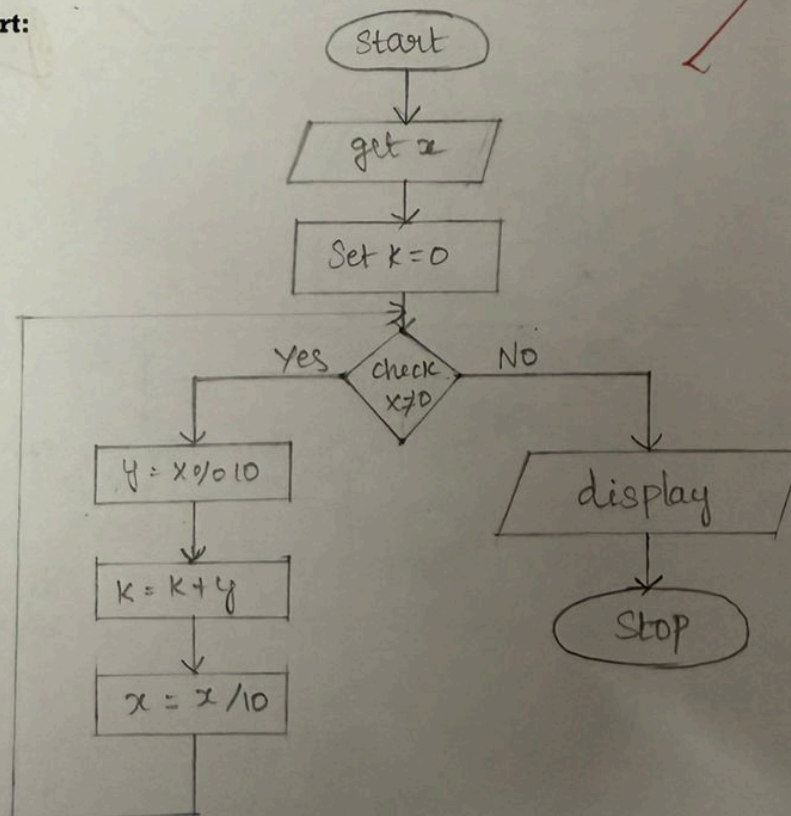 rt:
Start
get x
Set K=0
Yes
check
x>0
No
y = x%10
K = K+y
x = x/10
display
Stop